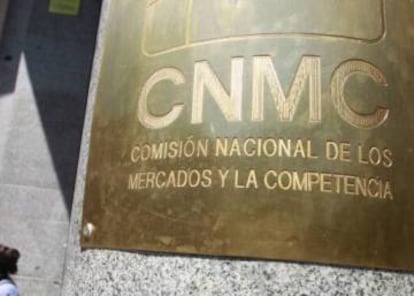 CNMC
COMISIÓN NACIONAL DE LOS
MERCADOS Y LA COMPETENCIA